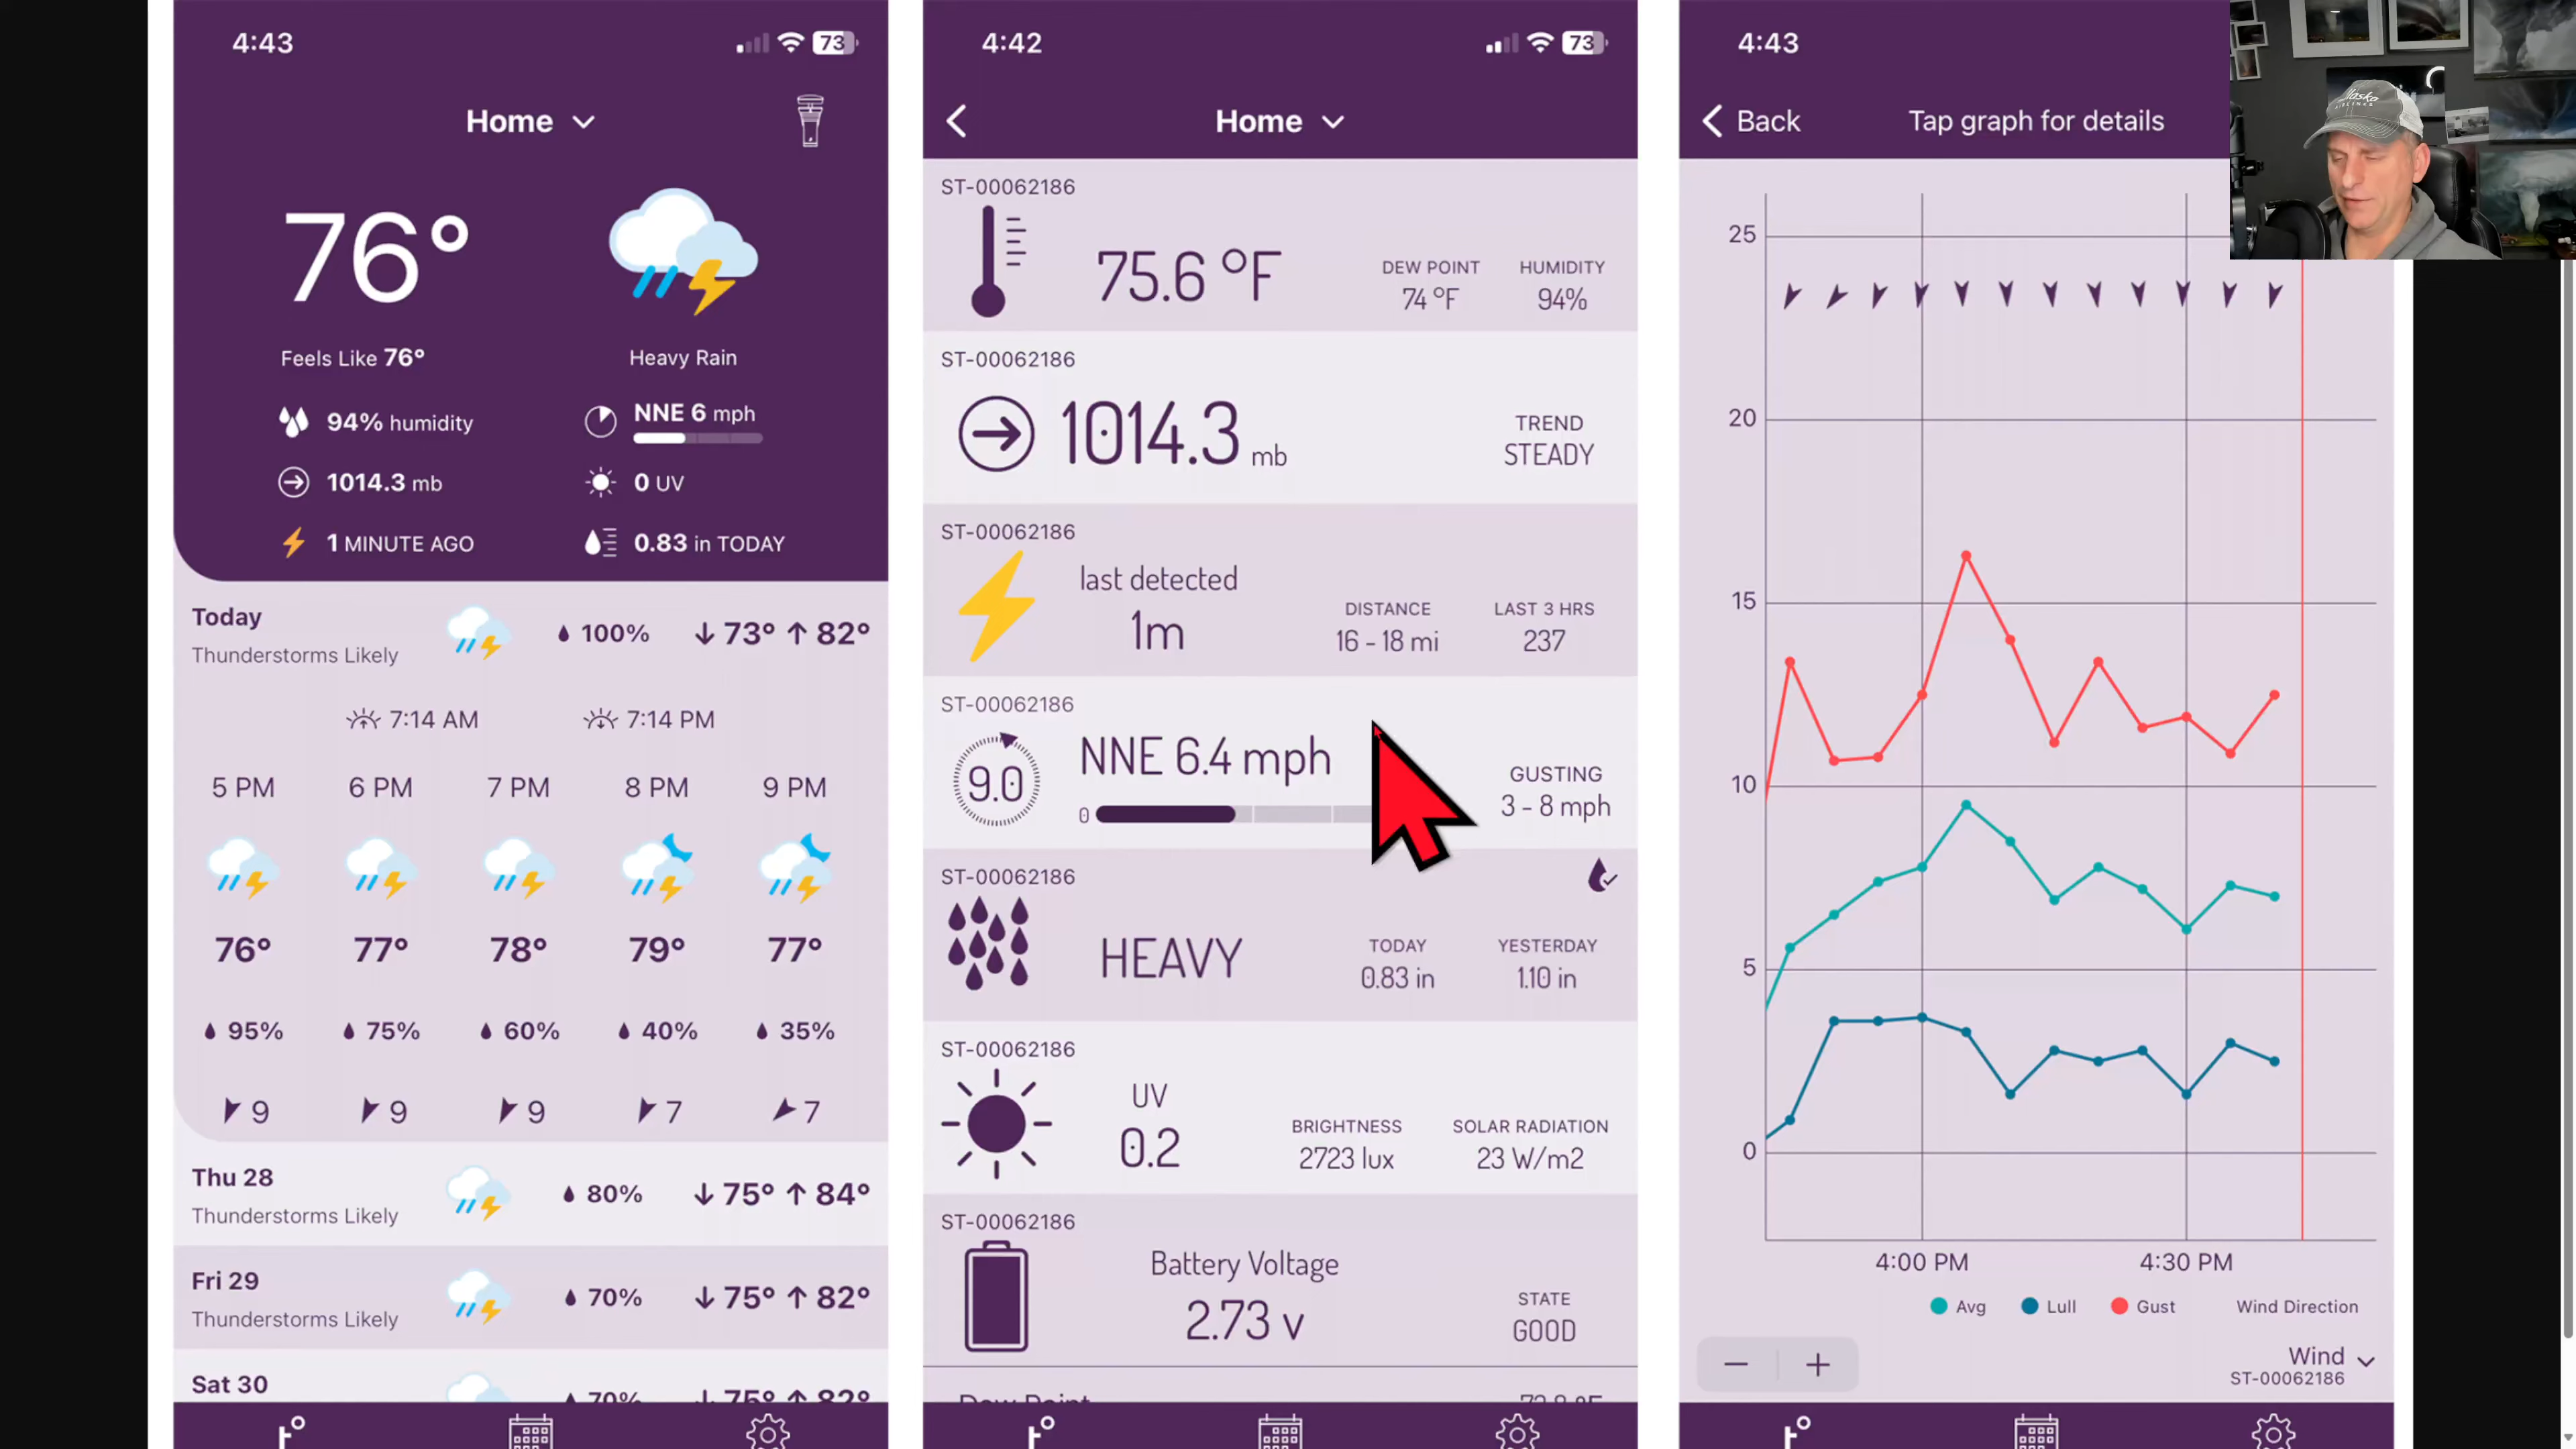 4:43
73
Home
76°
Feels Like 76°
Heavy Rain
94% humidity
NNE 6 mph
1014.3 mb
0 UV
1 MINUTE AGO
0.83 in TODAY
Today
Thunderstorms Likely
100%
73° 82°
7:14 AM
7:14 PM
5 PM 6 PM 7 PM 8 PM 9 PM
76° 77° 78° 79° 77°
95% 75% 60% 40% 35%
9 9 9 7 7
Thu 28
Thunderstorms Likely
80%
75° 84°
Fri 29
Thunderstorms Likely
70%
75° 82°
Sat 30
70%
75° 82°
4:42
73
Home
ST-00062186
75.6 °F
DEW POINT
74 °F
HUMIDITY
94%
ST-00062186
1014.3 mb
TREND
STEADY
ST-00062186
last detected
1m
DISTANCE
16 - 18 mi
LAST 3 HRS
237
ST-00062186
9.0
NNE 6.4 mph
0
GUSTING
3 - 8 mph
ST-00062186
HEAVY
TODAY
0.83 in
YESTERDAY
1.10 in
ST-00062186
UV
0.2
BRIGHTNESS
2723 lux
SOLAR RADIATION
23 W/m2
ST-00062186
Battery Voltage
2.73 v
STATE
GOOD
Dew Point
4:43
Back
Tap graph for details
25
20
15
10
5
0
4:00 PM
4:30 PM
Avg
Lull
Gust
Wind Direction
Wind
ST-00062186
Alaska
AIRLINES